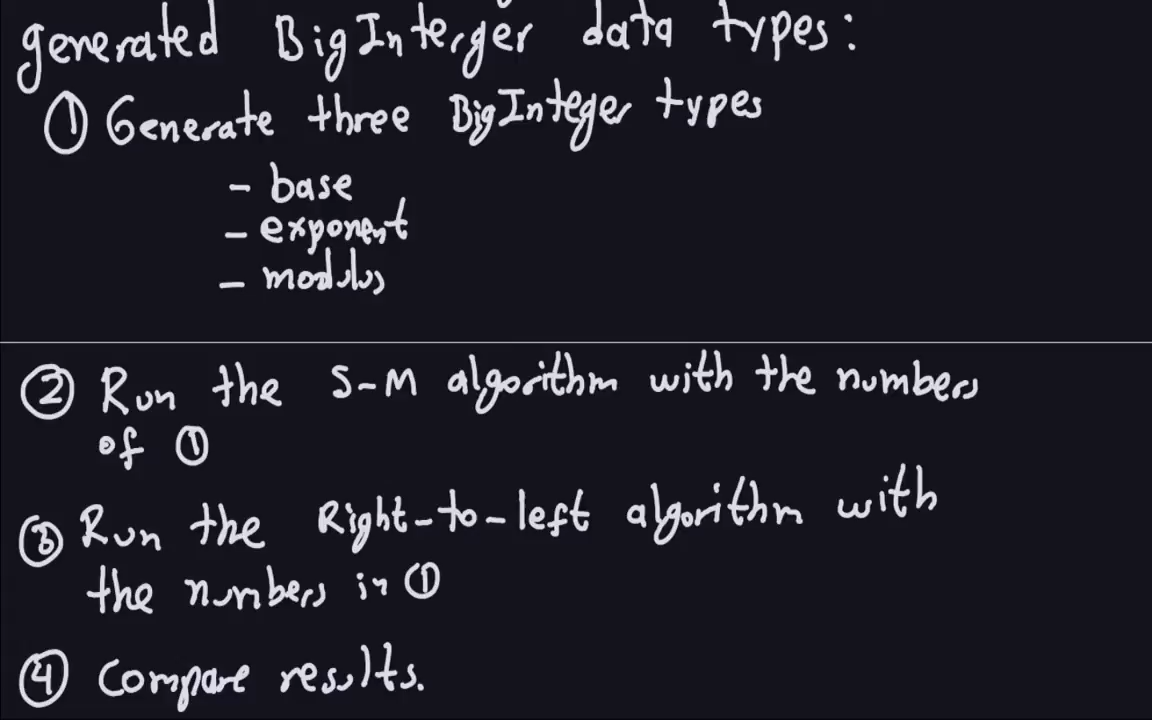 generated BigInterger data types:
① Generate three BigInteger types
- base
- exponent
- modulus
② Run the S-M algorithm with the numbers
of ①
③ Run the Right-to-left algorithm with
the numbers in ①
④ Compare results.